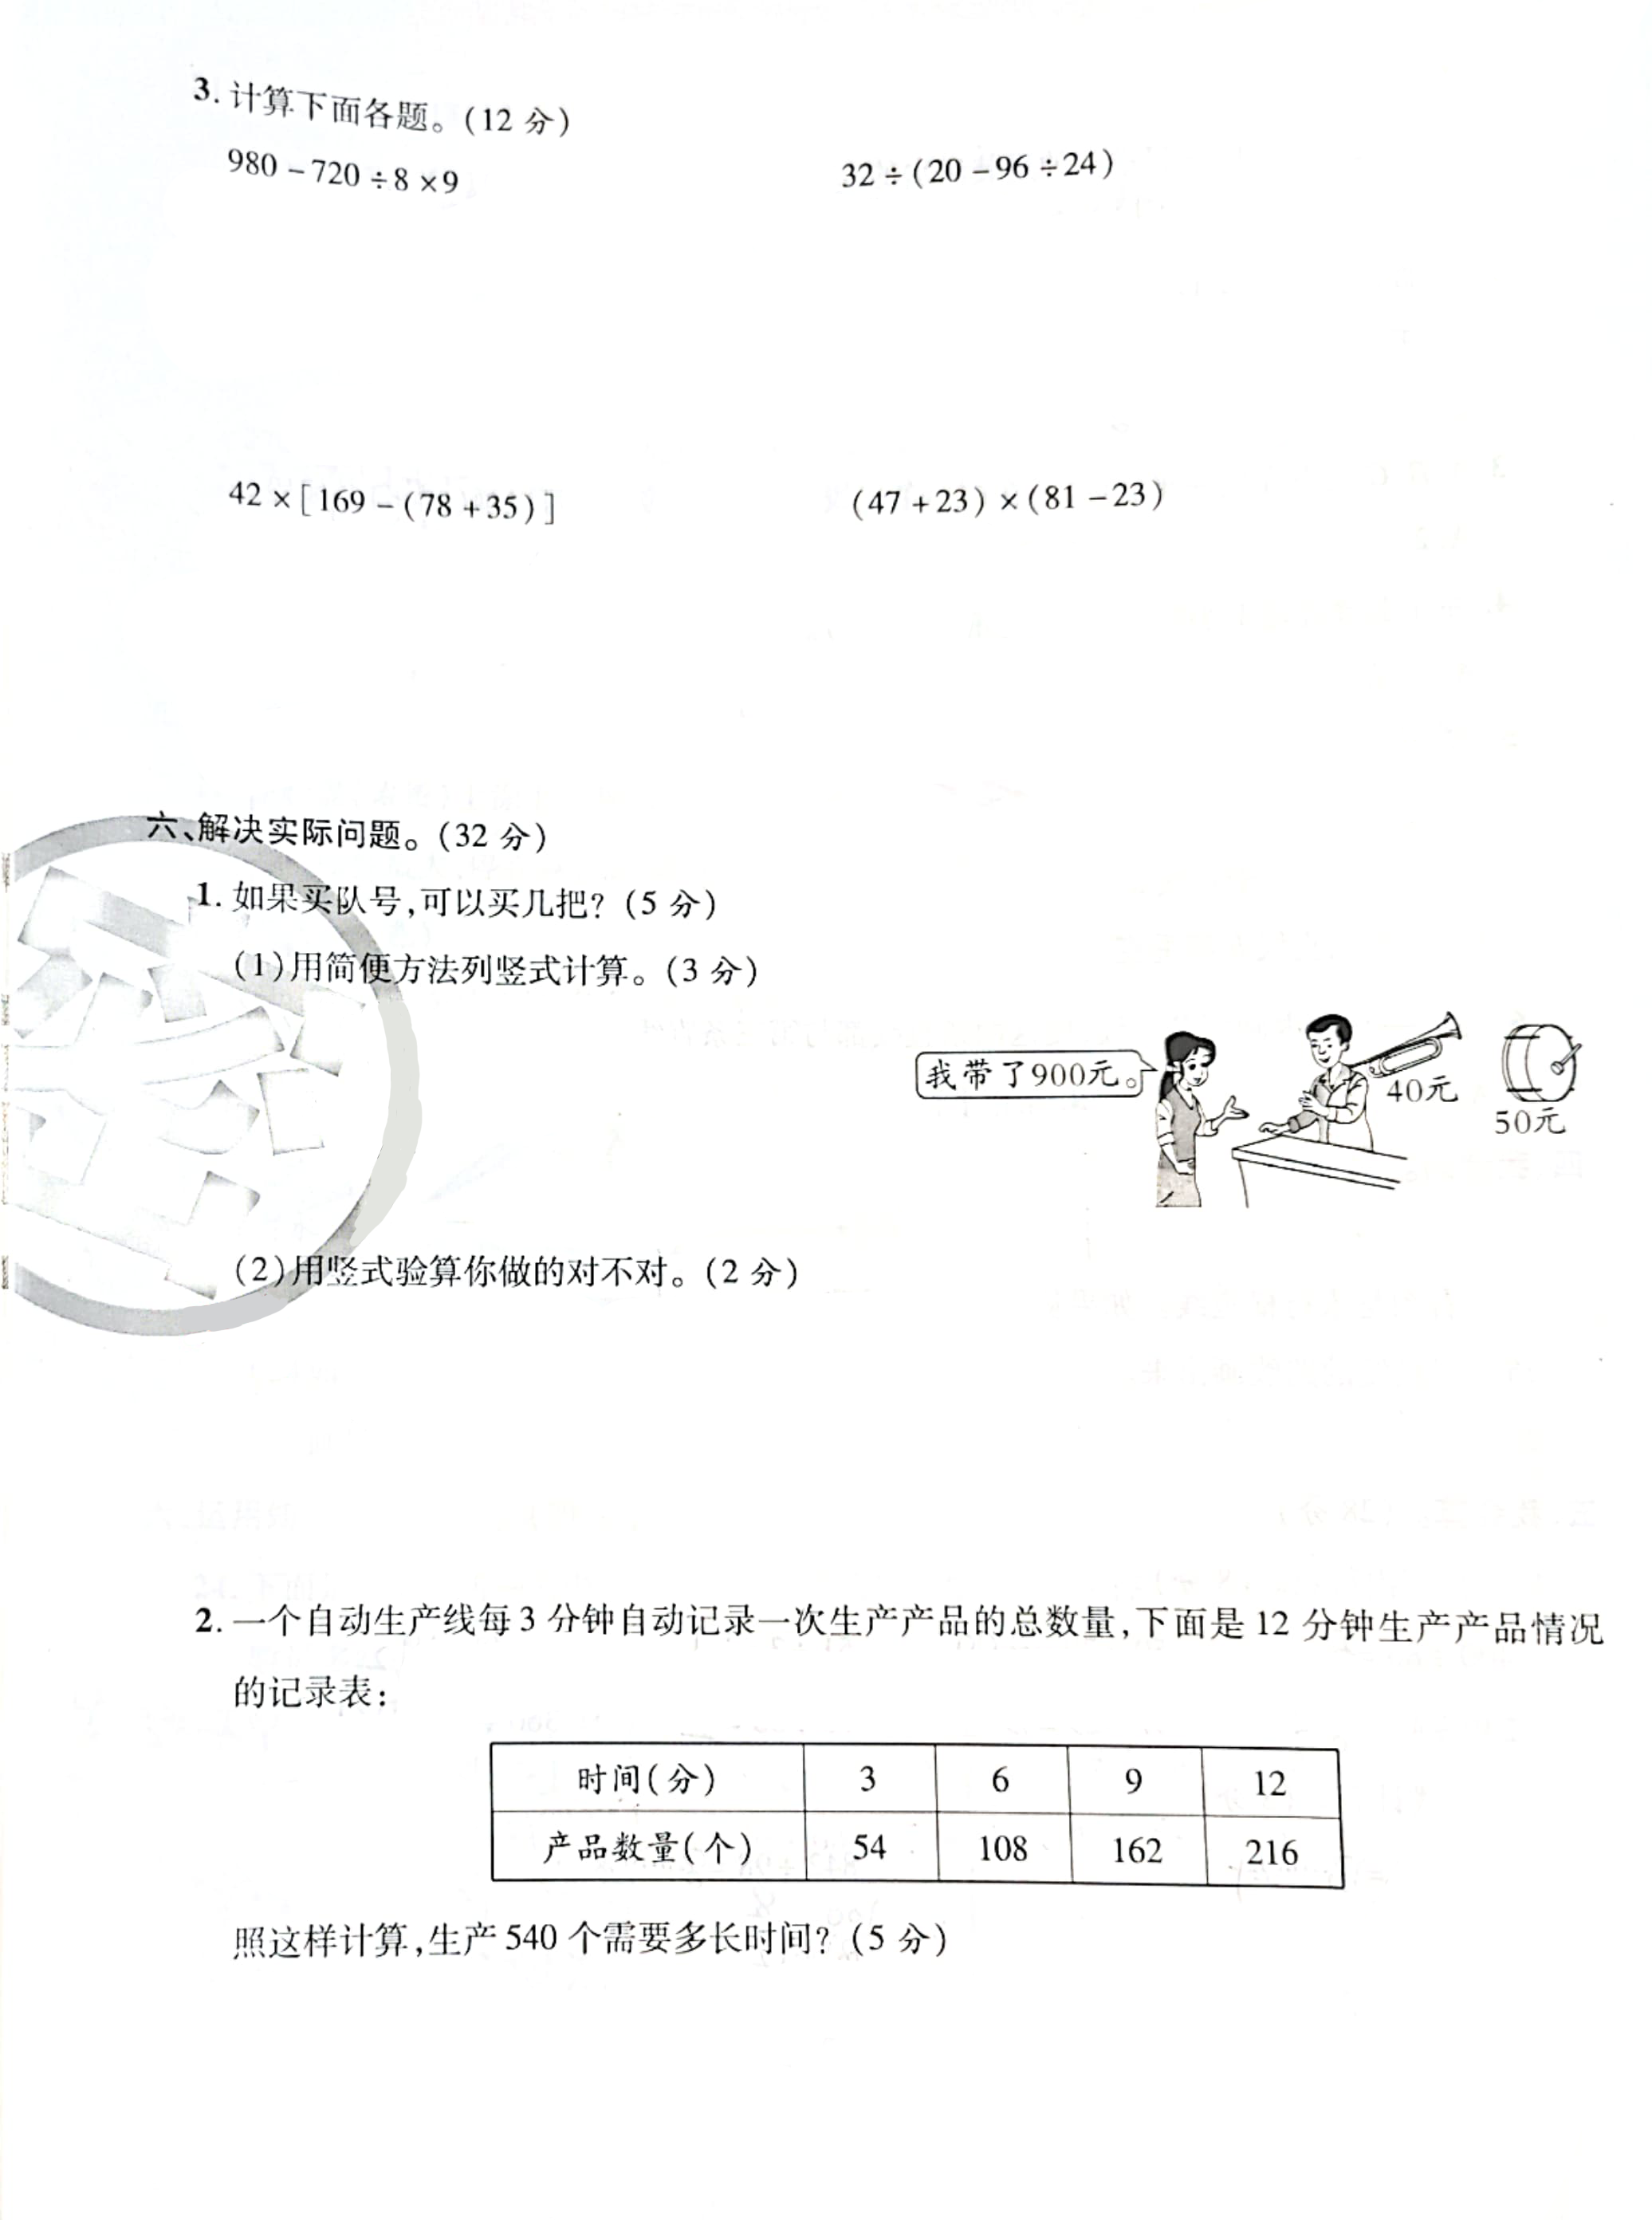 3. 计算下面各题。(12 分)
980 - 720 ÷ 8 × 9
32 ÷ (20 - 96 ÷ 24)
42 × [169 - (78 + 35)]
(47 + 23) × (81 - 23)
六、解决实际问题。(32 分)
1. 如果买队号,可以买几把? (5 分)
(1)用简便方法列竖式计算。(3 分)
我带了900元。
40元
50元
(2)用竖式验算你做的对不对。(2 分)
2. 一个自动生产线每 3 分钟自动记录一次生产产品的总数量,下面是 12 分钟生产产品情况
的记录表:
时间(分) 3 6 9 12
产品数量(个) 54 108 162 216
照这样计算,生产 540 个需要多长时间? (5 分)